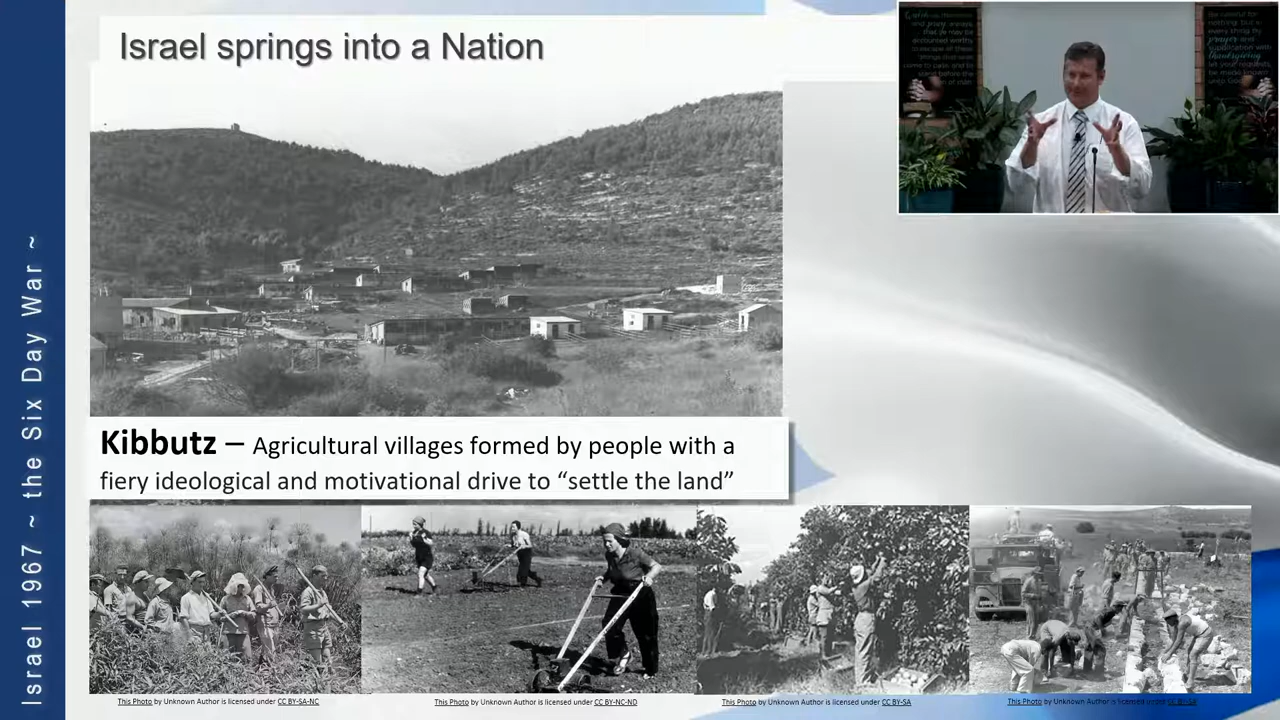 Israel springs into a Nation
Israel 1967 ~ the Six Day War ~
Kibbutz – Agricultural villages formed by people with a
fiery ideological and motivational drive to “settle the land”
This Photo by Unknown Author is licensed under CC BY-SA-NC
This Photo by Unknown Author is licensed under CC BY-NC-ND
This Photo by Unknown Author is licensed under CC BY-SA
This Photo by Unknown Author is licensed under CC BY-SA